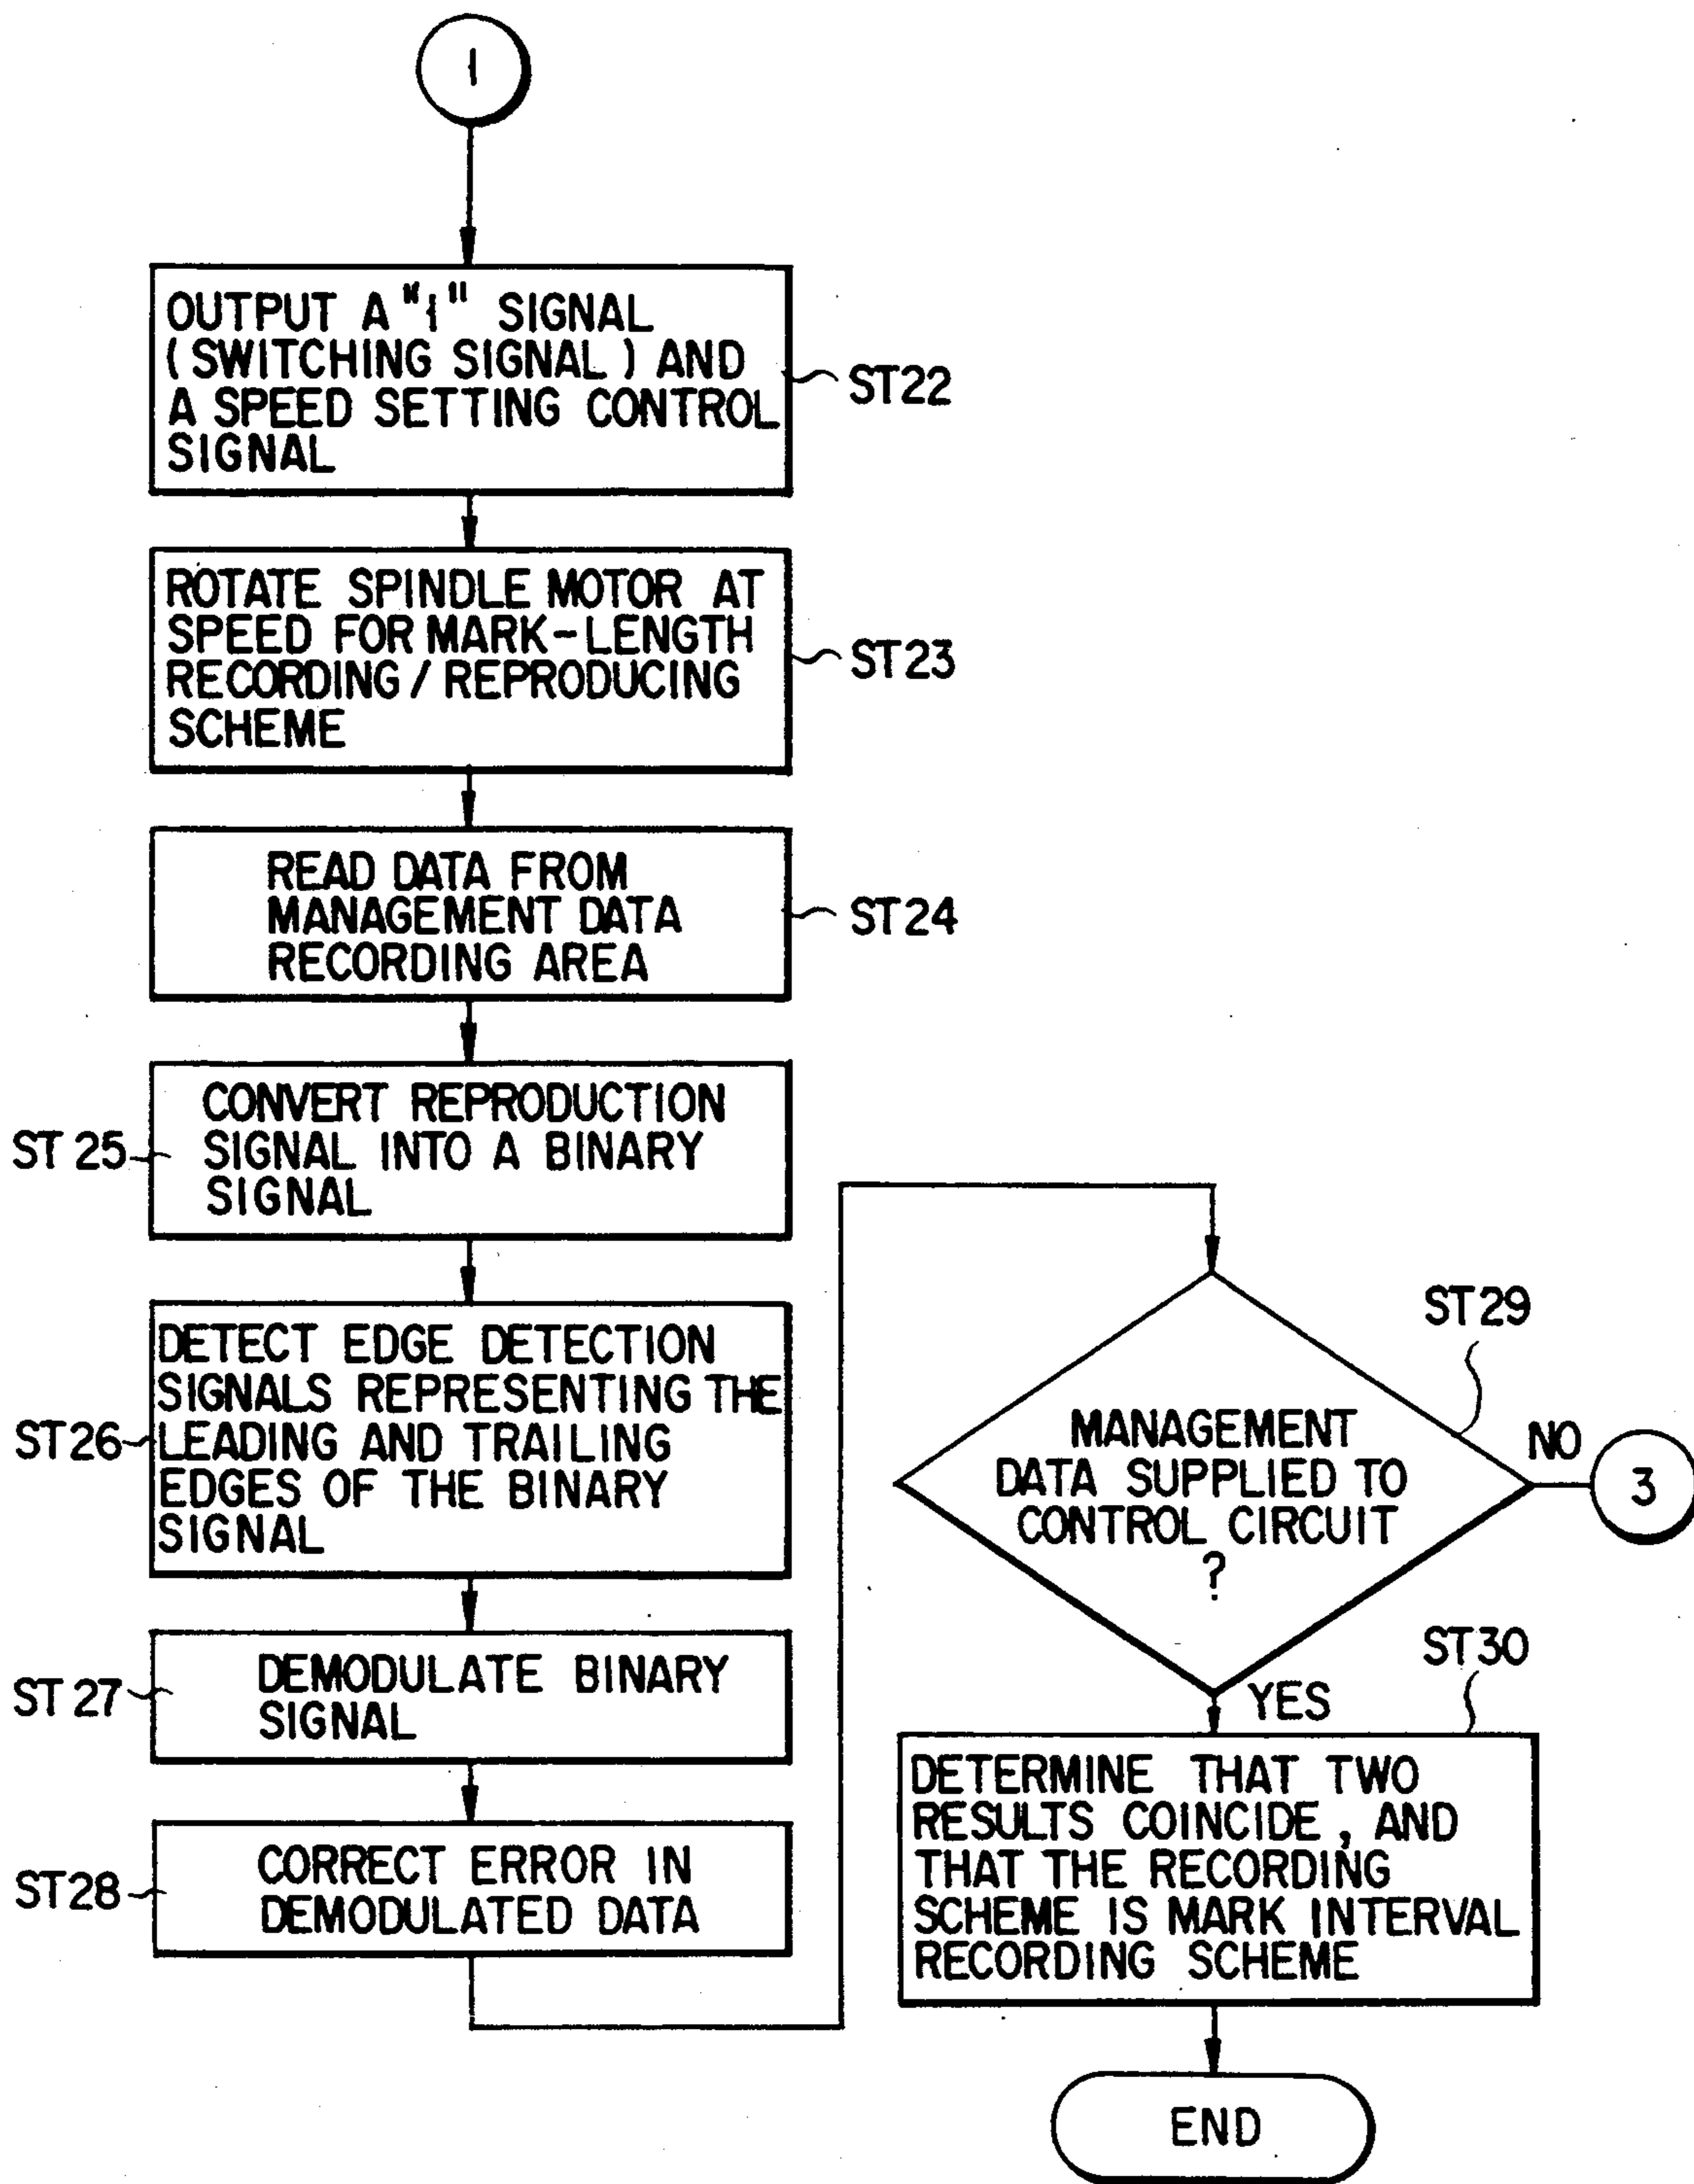 1
OUTPUT A "1" SIGNAL
(SWITCHING SIGNAL) AND
A SPEED SETTING CONTROL
SIGNAL
ST22
ROTATE SPINDLE MOTOR AT
SPEED FOR MARK-LENGTH
RECORDING / REPRODUCING
SCHEME
ST23
READ DATA FROM
MANAGEMENT DATA
RECORDING AREA
ST24
CONVERT REPRODUCTION
SIGNAL INTO A BINARY
SIGNAL
ST25
DETECT EDGE DETECTION
SIGNALS REPRESENTING THE
LEADING AND TRAILING
EDGES OF THE BINARY
SIGNAL
ST26
DEMODULATE BINARY
SIGNAL
ST27
CORRECT ERROR IN
DEMODULATED DATA
ST28
MANAGEMENT
DATA SUPPLIED TO
CONTROL CIRCUIT
?
ST29
NO
3
YES
ST30
DETERMINE THAT TWO
RESULTS COINCIDE, AND
THAT THE RECORDING
SCHEME IS MARK INTERVAL
RECORDING SCHEME
END